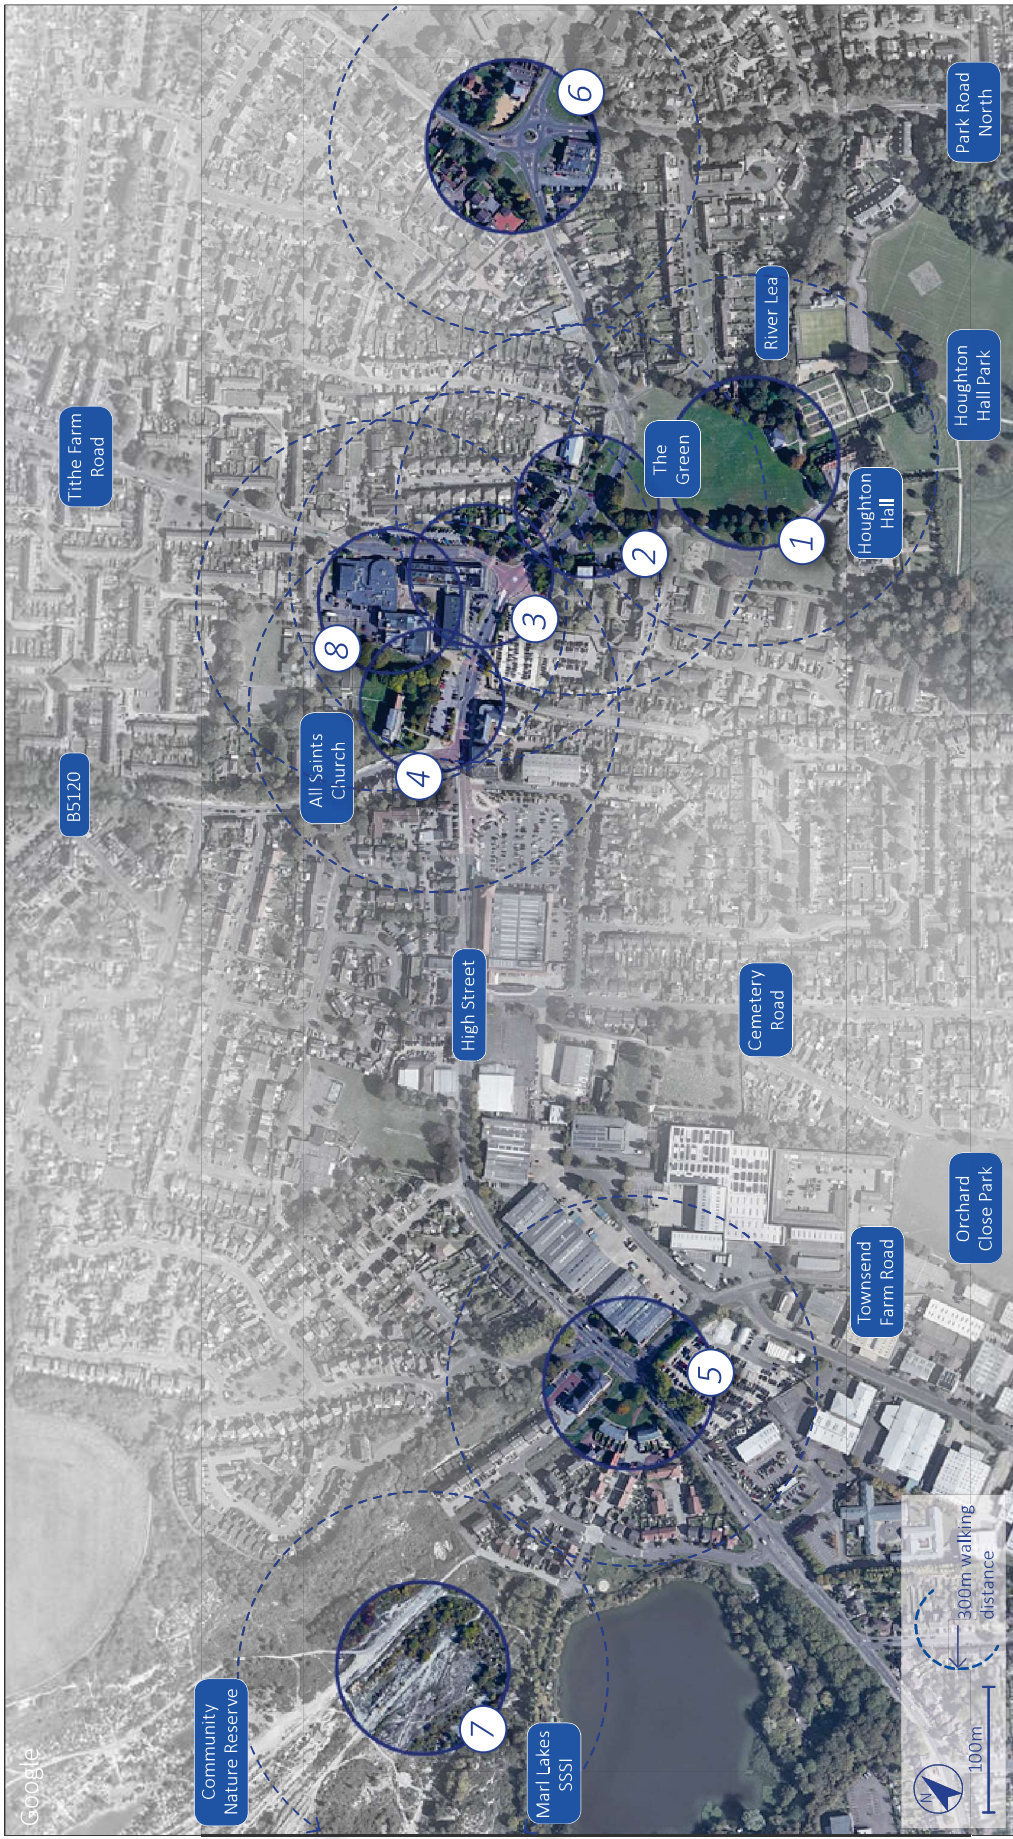 Google
Community
Nature Reserve
Marl Lakes
SSSI
B5120
Tithe Farm
Road
All Saints
Church
High Street
Cemetery
Road
Townsend
Farm Road
Orchard
Close Park
The
Green
River Lea
Houghton
Hall
Houghton
Hall Park
Park Road
North
7
5
4
8
3
2
1
6
N
100m
300m walking
distance